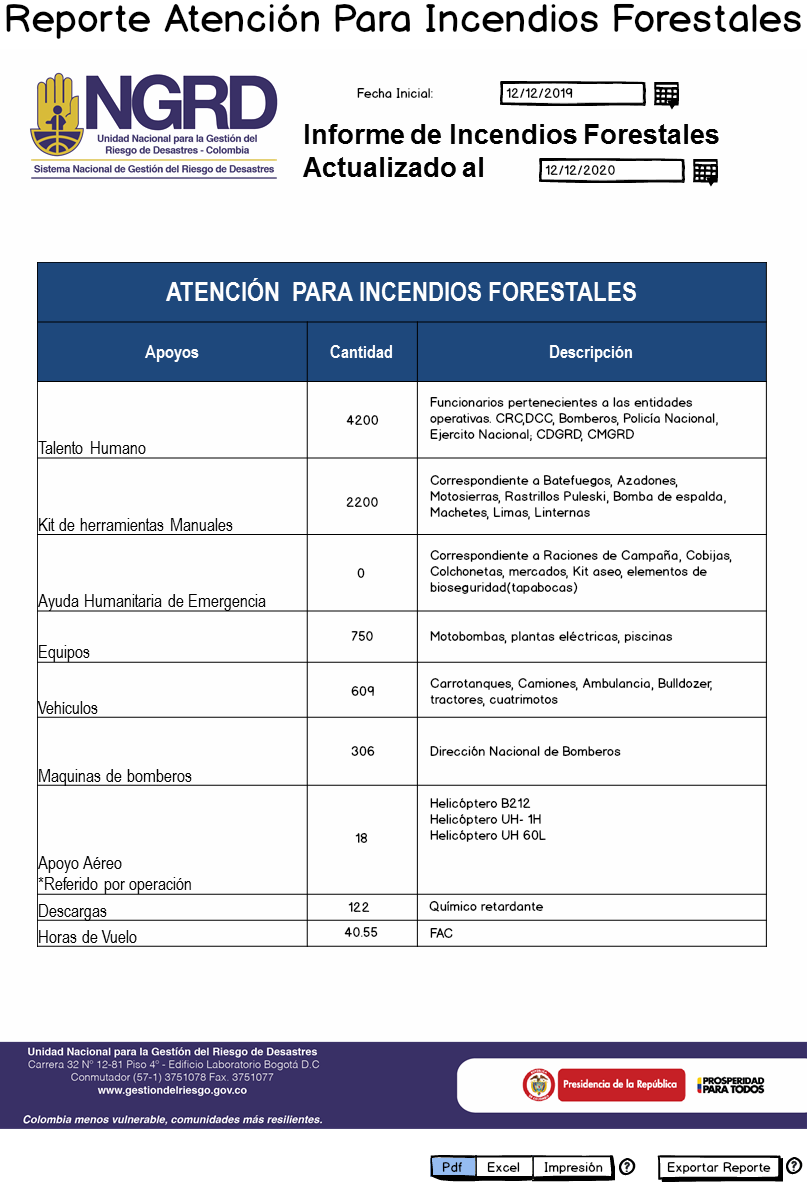 Reporte Atención Para Incendios Forestales
NGRD
Unidad Nacional para la Gestión del
Riesgo de Desastres - Colombia
Sistema Nacional de Gestión del Riesgo de Desastres
Fecha Inicial:
12/12/2019
Informe de Incendios Forestales
Actualizado al
12/12/2020
ATENCIÓN PARA INCENDIOS FORESTALES
Apoyos
Cantidad
Descripción
Talento Humano
4200
Funcionarios pertenecientes a las entidades
operativas. CRC,DCC, Bomberos, Policía Nacional,
Ejercito Nacional; CDGRD, CMGRD
Kit de herramientas Manuales
2200
Correspondiente a Batefuegos, Azadones,
Motosierras, Rastrillos Puleski, Bomba de espalda,
Machetes, Limas, Linternas
Ayuda Humanitaria de Emergencia
0
Correspondiente a Raciones de Campaña, Cobijas,
Colchonetas, mercados, Kit aseo, elementos de
bioseguridad(tapabocas)
Equipos
750
Motobombas, plantas eléctricas, piscinas
Vehiculos
609
Carrotanques, Camiones, Ambulancia, Bulldozer,
tractores, cuatrimotos
Maquinas de bomberos
306
Dirección Nacional de Bomberos
Apoyo Aéreo
*Referido por operación
18
Helicóptero B212
Helicóptero UH- 1H
Helicóptero UH 60L
Descargas
122
Químico retardante
Horas de Vuelo
40.55
FAC
Unidad Nacional para la Gestión del Riesgo de Desastres
Carrera 32 Nº 12-81 Piso 4º - Edificio Laboratorio Bogotá D.C
Conmutador (57-1) 3751078 Fax. 3751077
www.gestiondelriesgo.gov.co
Colombia menos vulnerable, comunidades más resilientes.
Presidencia de la República
PROSPERIDAD
PARA TODOS
Pdf
Excel
Impresión
?
Exportar Reporte
?